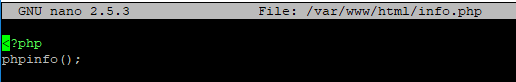 GNU nano 2.5.3 File: /var/www/html/info.php
<?php
phpinfo();